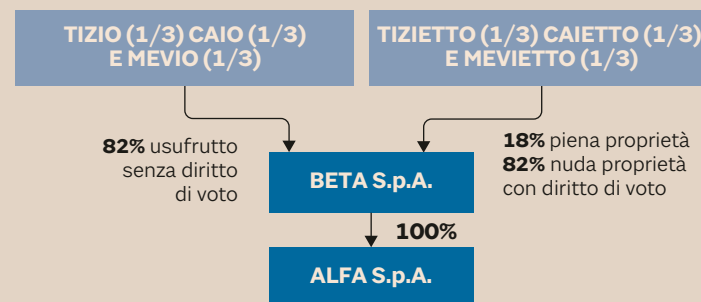 TIZIO (1/3) CAIO (1/3)
E MEVIO (1/3)
TIZIETTO (1/3) CAIETTO (1/3)
E MEVIETTO (1/3)
82% usufrutto
senza diritto
di voto
18% piena proprietà
82% nuda proprietà
con diritto di voto
BETA S.p.A.
100%
ALFA S.p.A.